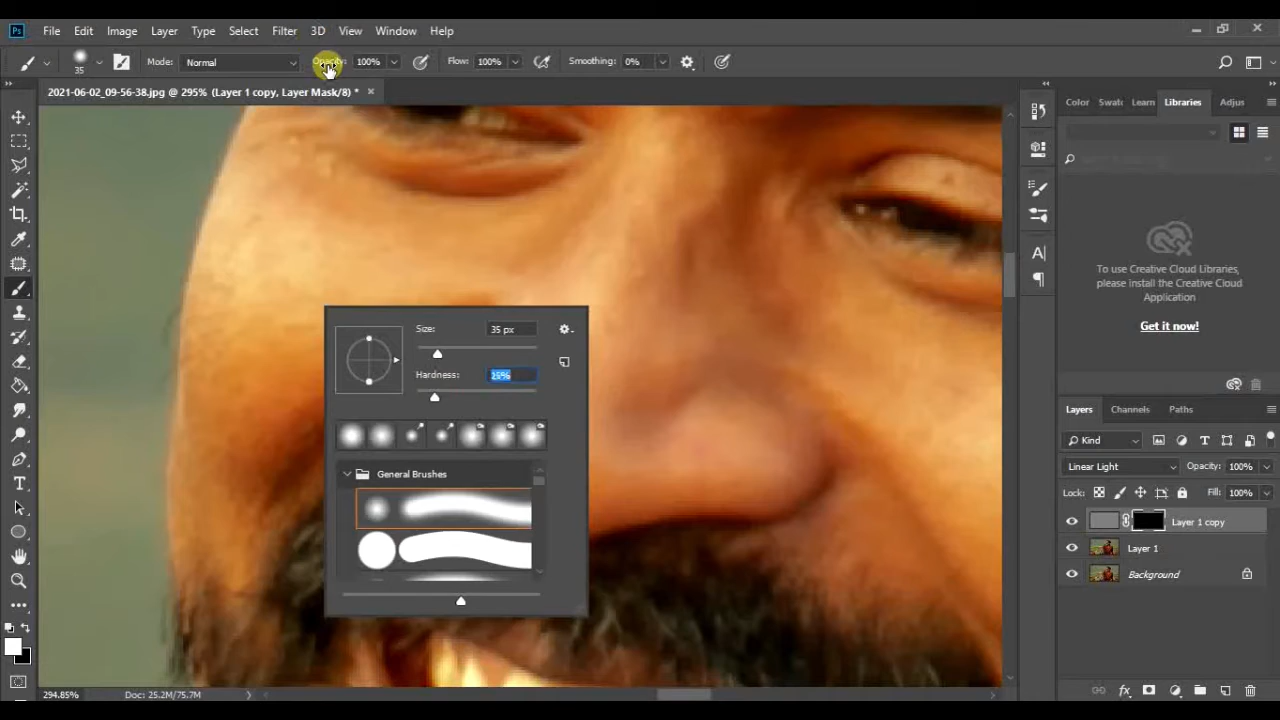 Ps File Edit Image Layer Type Select Filter 3D View Window Help
35 Mode: Normal Opacity: 100% Flow: 100% Smoothing: 0%
2021-06-02_09-56-38.jpg @ 295% (Layer 1 copy, Layer Mask/8) *
Color Swatc Learn Libraries Adjus
Size: 35 px
Hardness:
General Brushes
To use Creative Cloud Libraries,
please install the Creative Cloud
Application
Get it now!
Layers Channels Paths
Kind
Linear Light Opacity: 100%
Lock: Fill: 100%
Layer 1 copy
Layer 1
Background
294.85% Doc: 25.2M/75.7M